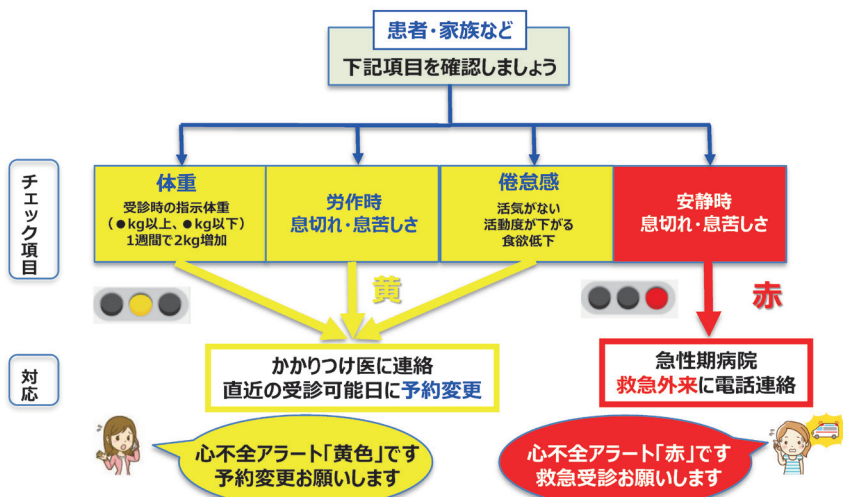 患者・家族など
下記項目を確認しましょう
チェック項目
体重
受診時の指示体重
(●kg以上、●kg以下)
1週間で2kg増加
労作時
息切れ・息苦しさ
倦怠感
活気がない
活動度が下がる
食欲低下
安静時
息切れ・息苦しさ
黄
赤
対応
かかりつけ医に連絡
直近の受診可能日に予約変更
急性期病院
救急外来に電話連絡
心不全アラート「黄色」です
予約変更お願いします
心不全アラート「赤」です
救急受診お願いします